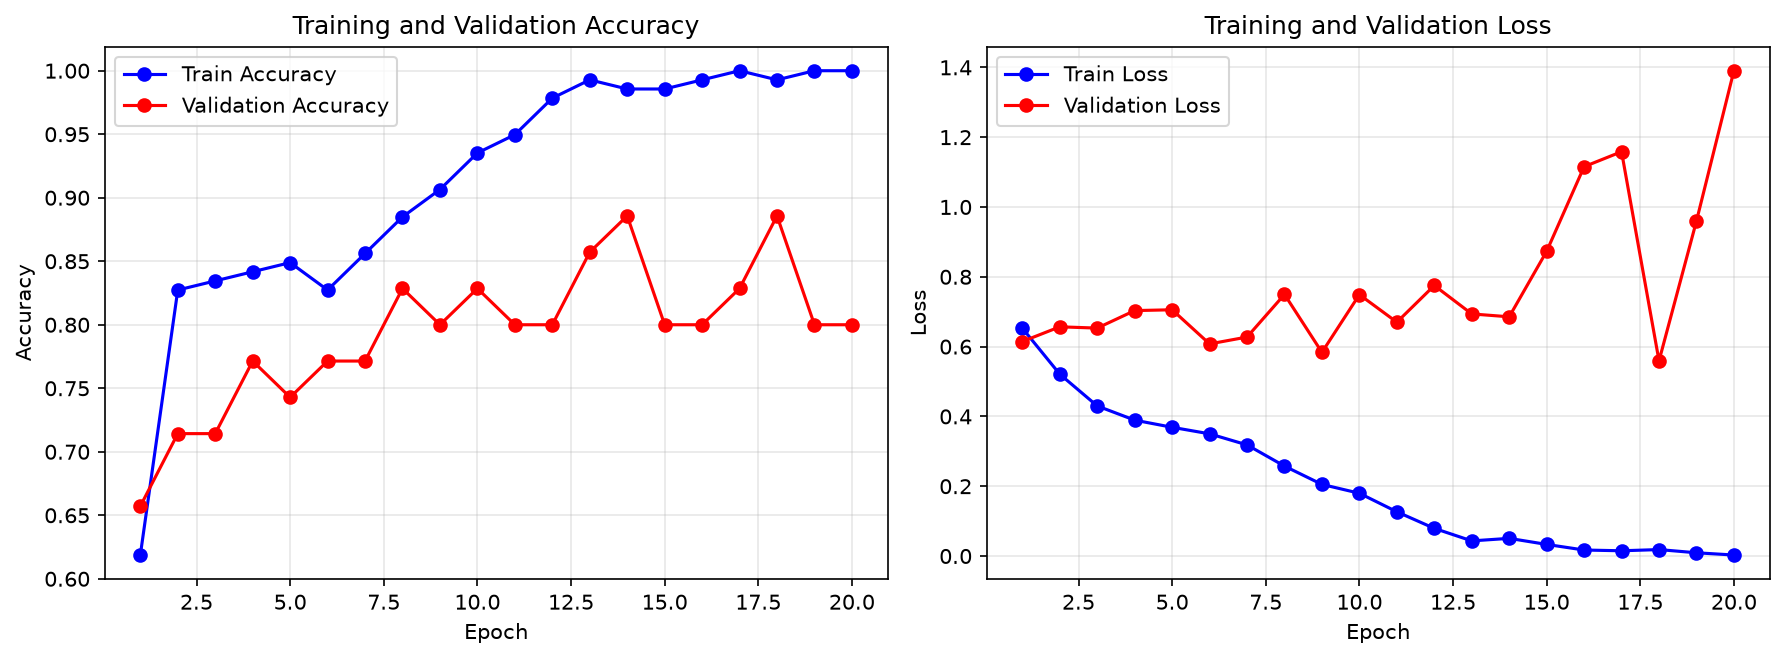 Training and Validation Accuracy
Train Accuracy
Validation Accuracy
1.00
0.95
0.90
0.85
0.80
0.75
0.70
0.65
0.60
Accuracy
2.5 5.0 7.5 10.0 12.5 15.0 17.5 20.0
Epoch
Training and Validation Loss
Train Loss
Validation Loss
1.4
1.2
1.0
0.8
0.6
0.4
0.2
0.0
Loss
2.5 5.0 7.5 10.0 12.5 15.0 17.5 20.0
Epoch